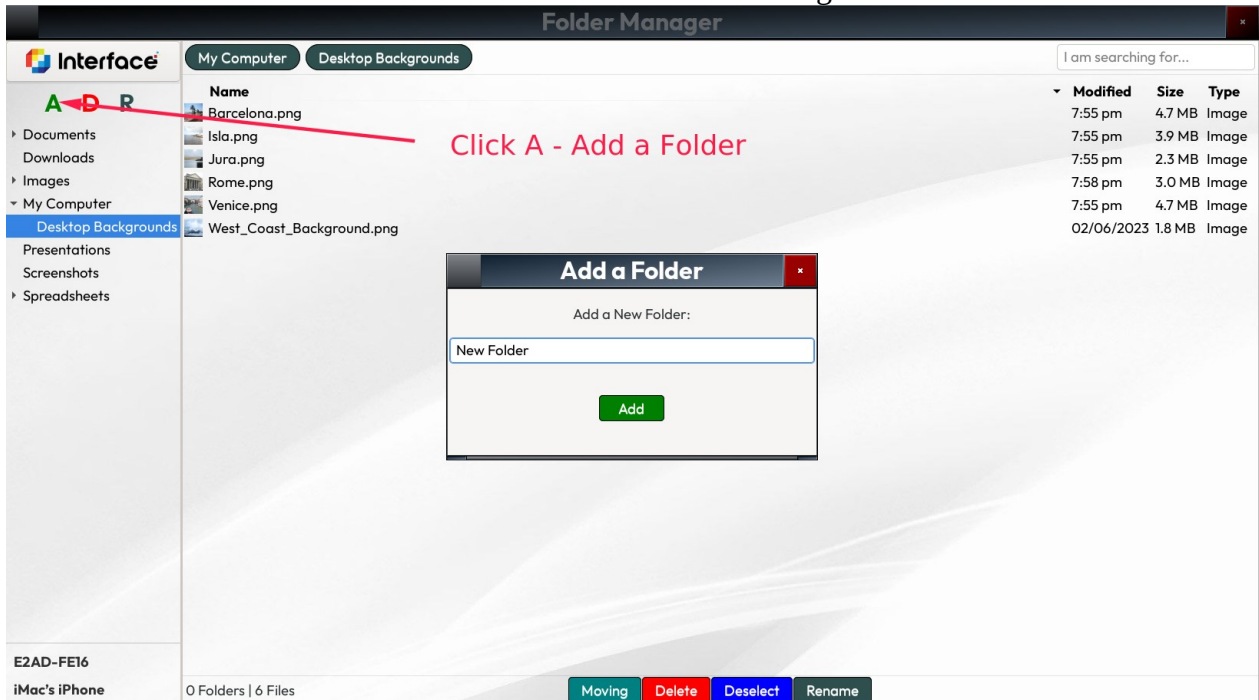 Folder Manager
×
Interface
My Computer
Desktop Backgrounds
I am searching for...
A D R
Name Modified Size Type
Documents
Downloads
Images
My Computer
Desktop Backgrounds
Presentations
Screenshots
Spreadsheets
Barcelona.png 7:55 pm 4.7 MB Image
Isla.png 7:55 pm 3.9 MB Image
Jura.png 7:55 pm 2.3 MB Image
Rome.png 7:58 pm 3.0 MB Image
Venice.png 7:55 pm 4.7 MB Image
West_Coast_Background.png 02/06/2023 1.8 MB Image
Click A - Add a Folder
Add a Folder
×
Add a New Folder:
New Folder
Add
E2AD-FE16
iMac's iPhone
0 Folders | 6 Files
Moving
Delete
Deselect
Rename